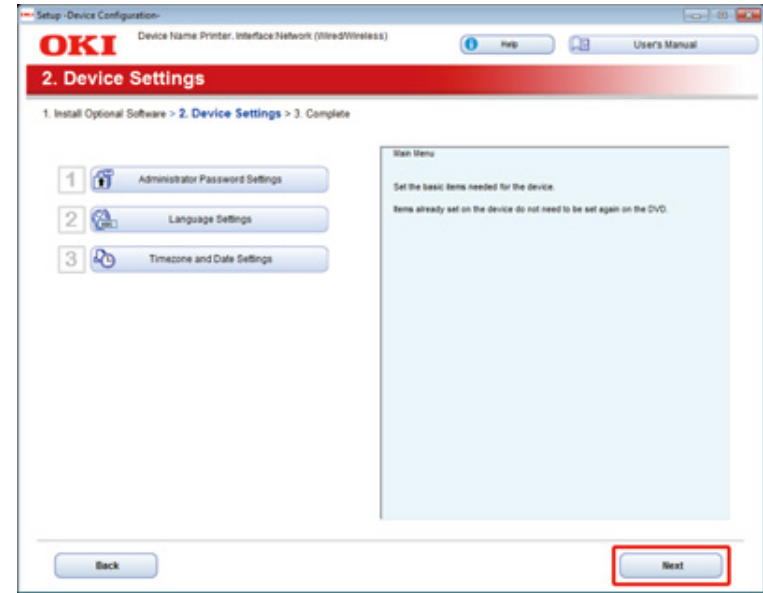 Setup -Device Configuration-
OKI
Device Name:Printer. Interface:Network (Wired/Wireless)
Help
User's Manual
2. Device Settings
1. Install Optional Software > 2. Device Settings > 3. Complete
1 Administrator Password Settings
2 Language Settings
3 Timezone and Date Settings
Main Menu
Set the basic items needed for the device.
Items already set on the device do not need to be set again on the DVD.
Back
Next